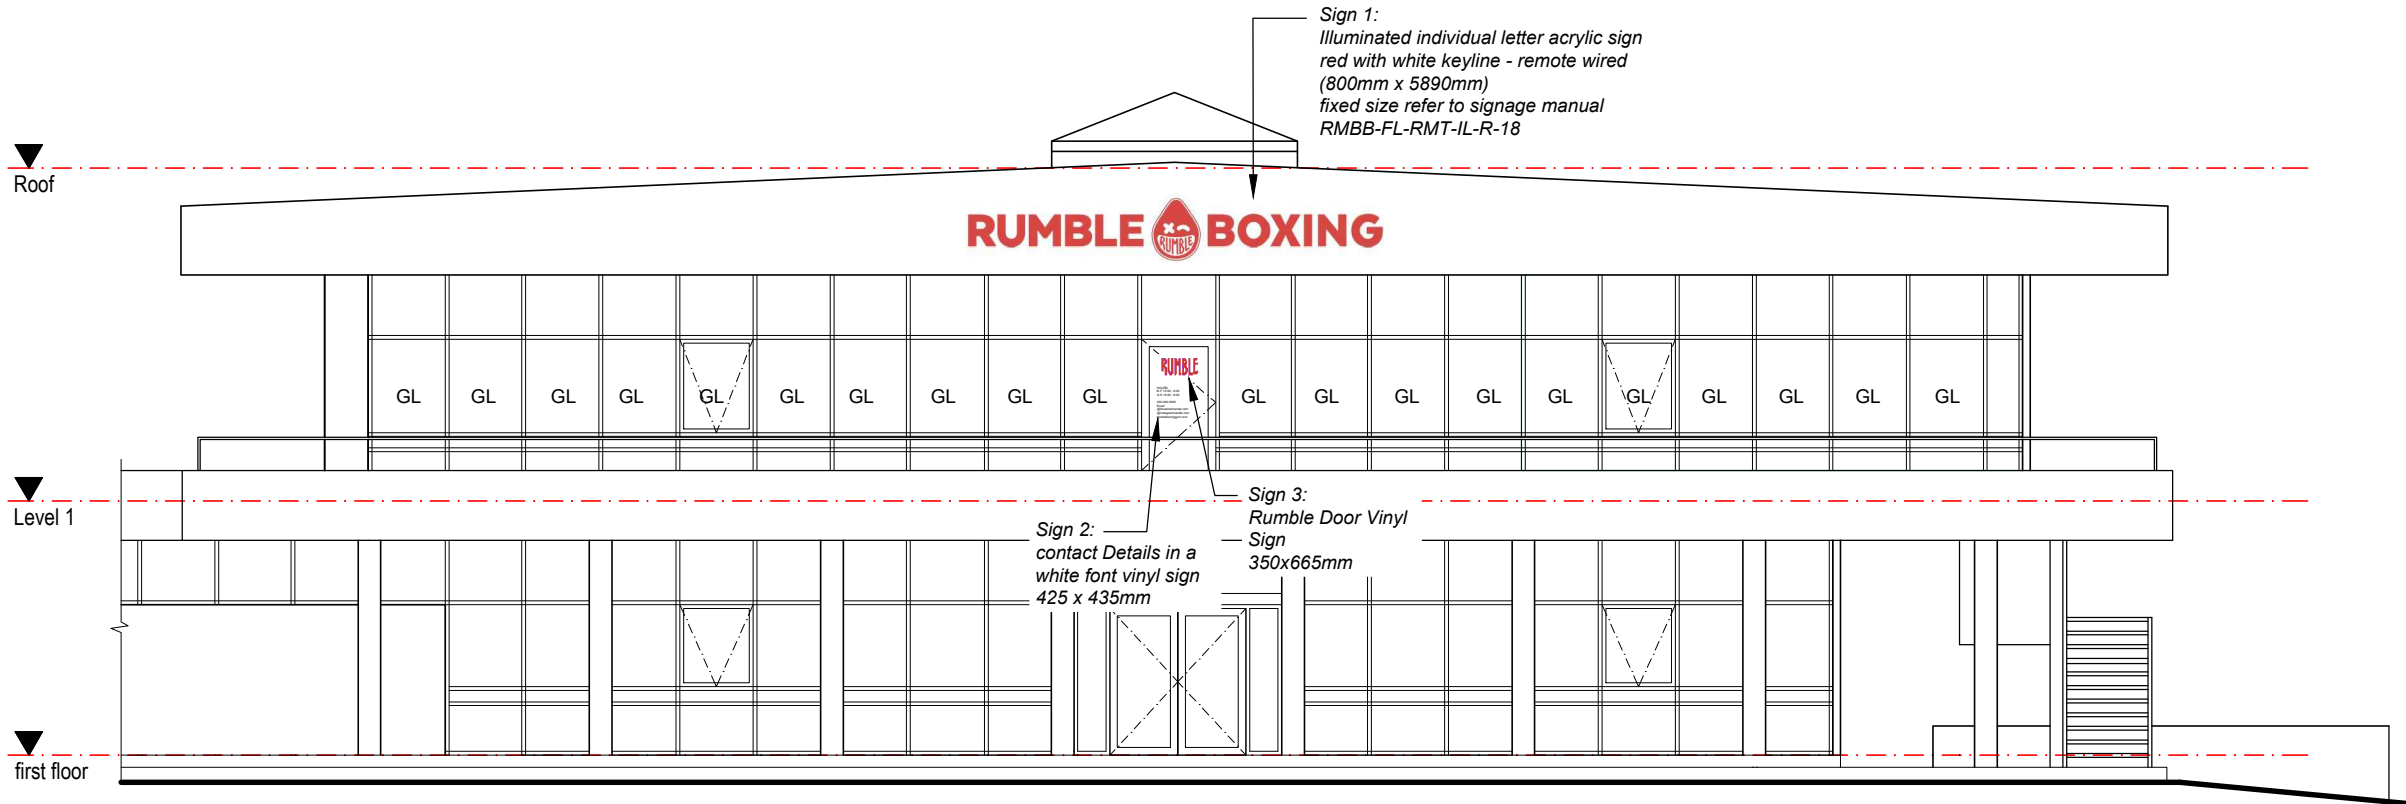 Sign 1:
Illuminated individual letter acrylic sign
red with white keyline - remote wired
(800mm x 5890mm)
fixed size refer to signage manual
RMBB-FL-RMT-IL-R-18
Roof
RUMBLE RUMBLE BOXING
RUMBLE
GL GL GL GL GL GL GL GL GL GL GL GL GL GL GL GL GL GL GL GL
Level 1
Sign 3:
Rumble Door Vinyl
Sign
350x665mm
Sign 2:
contact Details in a
white font vinyl sign
425 x 435mm
first floor